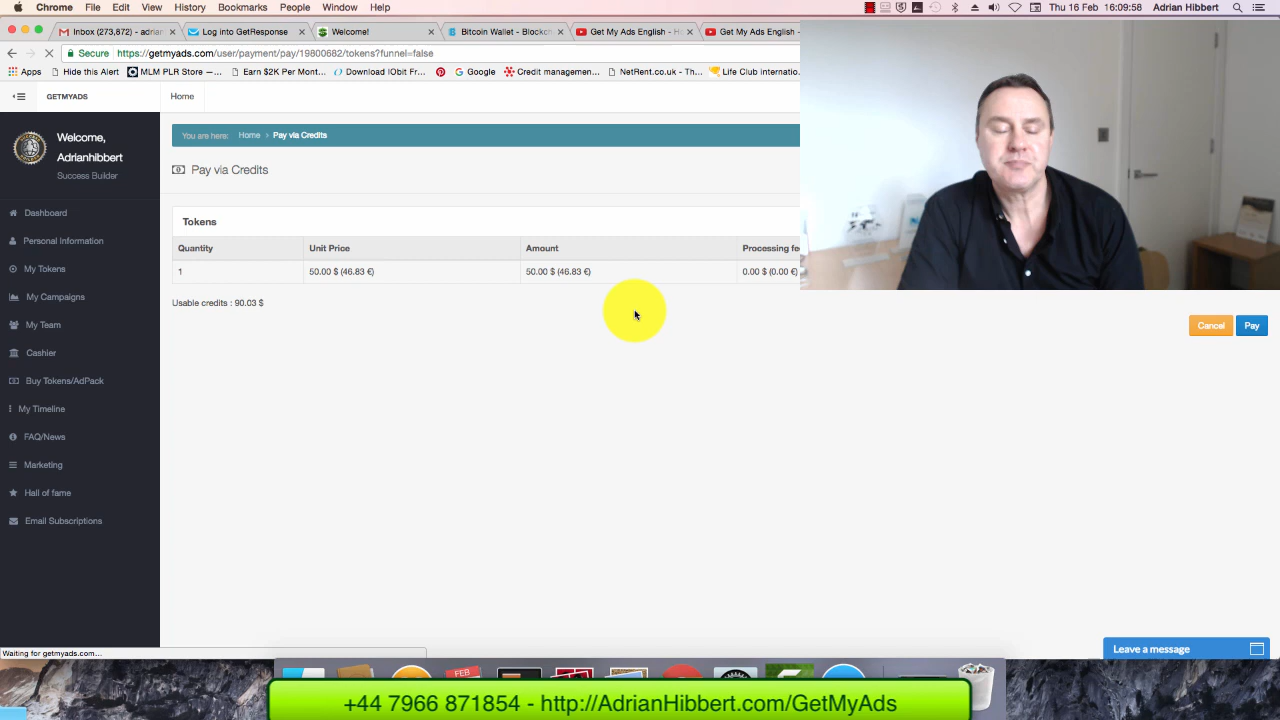 Chrome File Edit View History Bookmarks People Window Help Thu 16 Feb 16:09:58 Adrian Hibbert
Inbox (273,872) - adrian Log into GetResponse Welcome! Bitcoin Wallet - Blockch Get My Ads English - H Get My Ads English -
Secure https://getmyads.com/user/payment/pay/19800682/tokens?funnel=false
Apps Hide this Alert MLM PLR Store — ... Earn $2K Per Mont... Download IObit Fr... Google Credit managemen... NetRent.co.uk - Th... Life Club Internatio...
GETMYADS Home
Welcome,
Adrianhibbert
Success Builder
You are here: Home > Pay via Credits
Pay via Credits
Tokens
Quantity Unit Price Amount Processing fe
1 50.00 $ (46.83 €) 50.00 $ (46.83 €) 0.00 $ (0.00 €)
Usable credits : 90.03 $
Cancel Pay
Dashboard
Personal Information
My Tokens
My Campaigns
My Team
Cashier
Buy Tokens/AdPack
My Timeline
FAQ/News
Marketing
Hall of fame
Email Subscriptions
Waiting for getmyads.com...
Leave a message
FEB
+44 7966 871854 - http://AdrianHibbert.com/GetMyAds